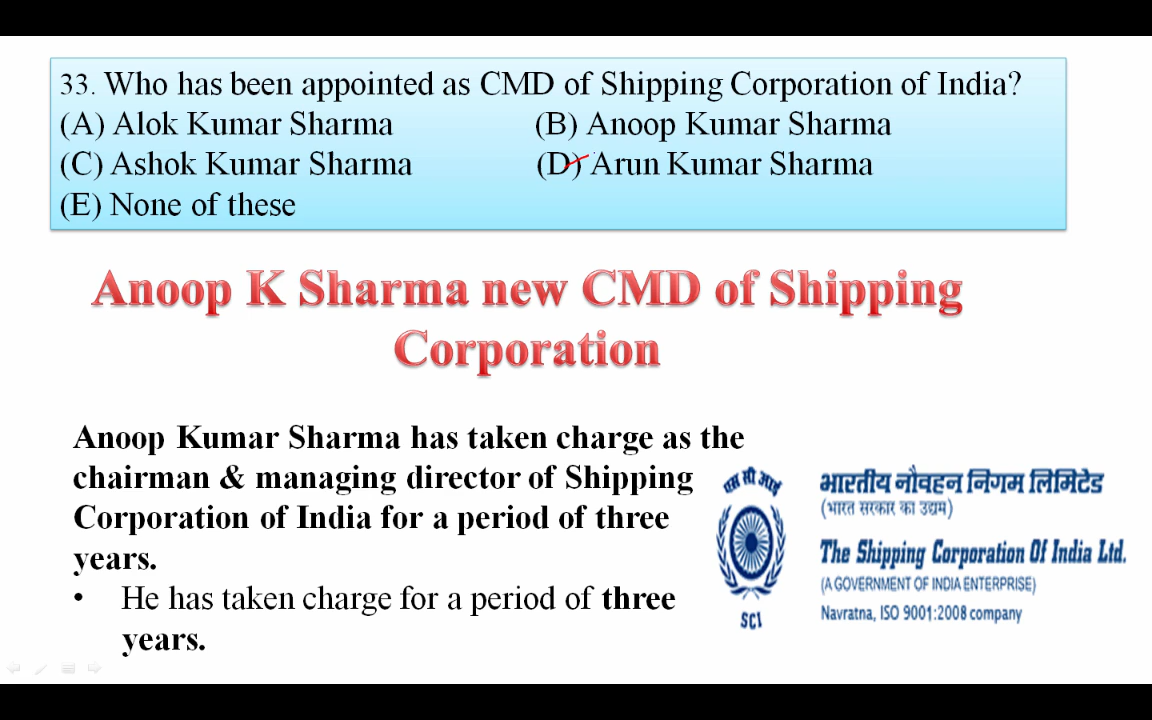 33. Who has been appointed as CMD of Shipping Corporation of India?
(A) Alok Kumar Sharma (B) Anoop Kumar Sharma
(C) Ashok Kumar Sharma (D) Arun Kumar Sharma
(E) None of these
Anoop K Sharma new CMD of Shipping
Corporation
Anoop Kumar Sharma has taken charge as the
chairman & managing director of Shipping
Corporation of India for a period of three
years.
• He has taken charge for a period of three
years.
एस सी आई
SCI
भारतीय नौवहन निगम लिमिटेड
(भारत सरकार का उद्यम)
The Shipping Corporation Of India Ltd.
(A GOVERNMENT OF INDIA ENTERPRISE)
Navratna, ISO 9001:2008 company